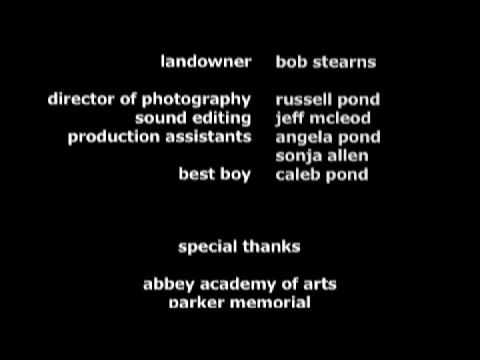 landowner bob stearns
director of photography russell pond
sound editing jeff mcleod
production assistants angela pond
sonja allen
best boy caleb pond
special thanks
abbey academy of arts
parker memorial